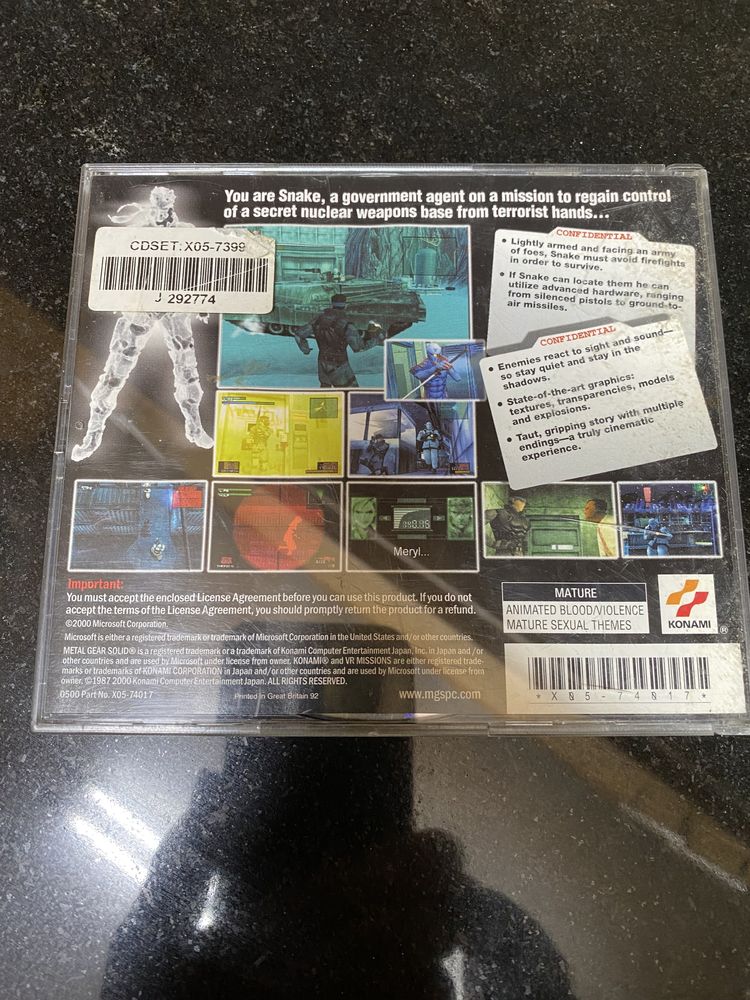 You are Snake, a government agent on a mission to regain control
of a secret nuclear weapons base from terrorist hands...
CDSET:X05-7399
J 292774
CONFIDENTIAL
• Lightly armed and facing an army
of foes, Snake must avoid firefights
in order to survive.
• If Snake can locate them he can
utilize advanced hardware, ranging
from silenced pistols to ground-to-
air missiles.
CONFIDENTIAL
• Enemies react to sight and sound—
so stay quiet and stay in the
shadows.
• State-of-the-art graphics:
textures, transparencies, models
and explosions.
• Taut, gripping story with multiple
endings—a truly cinematic
experience.
Meryl...
Important:
You must accept the enclosed License Agreement before you can use this product. If you do not
accept the terms of the License Agreement, you should promptly return the product for a refund.
©2000 Microsoft Corporation.
Microsoft is either a registered trademark or trademark of Microsoft Corporation in the United States and/or other countries.
METAL GEAR SOLID® is a registered trademark or trademark of Konami Computer Entertainment Japan, Inc. in Japan and /or
other countries and are used by Microsoft under license from owner. KONAMI® and VR MISSIONS are either registered trade-
marks or trademarks of KONAMI CORPORATION in Japan and/or other countries and are used by Microsoft under license from
owner. ©1987 2000 Konami Computer Entertainment Japan. ALL RIGHTS RESERVED.
0500 Part No. X05-74017
Printed in Great Britain 92
www.mgspc.com
MATURE
ANIMATED BLOOD/VIOLENCE
MATURE SEXUAL THEMES
KONAMI ®
*X05-74017*